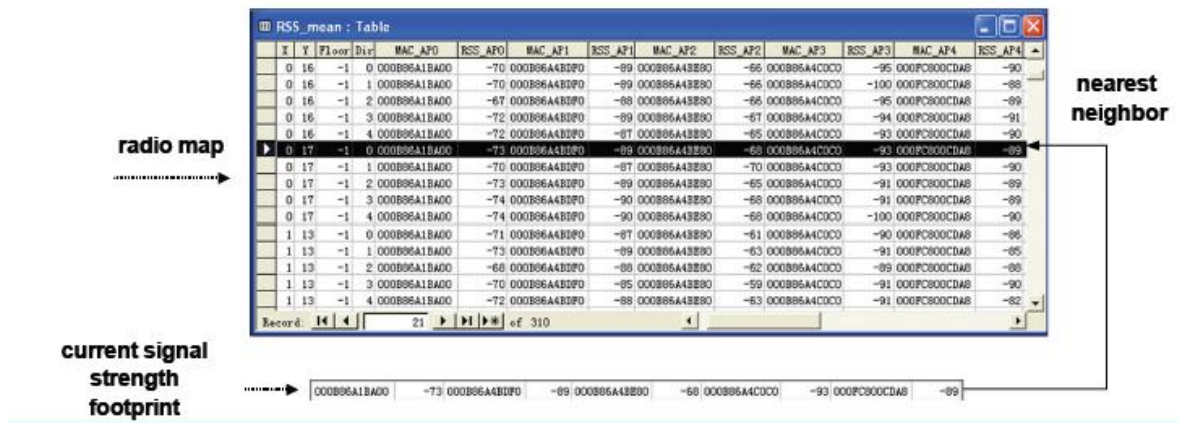 RSS_mean : Table
X Y Floor Dir MAC_AP0 RSS_AP0 MAC_AP1 RSS_AP1 MAC_AP2 RSS_AP2 MAC_AP3 RSS_AP3 MAC_AP4 RSS_AP4
0 16 -1 0 000B86A1BA00 -70 000B86A4BDF0 -89 000B86A43E80 -66 000B86A4C0C0 -95 000FC800CDA8 -90
0 16 -1 1 000B86A1BA00 -70 000B86A4BDF0 -89 000B86A43E80 -66 000B86A4C0C0 -100 000FC800CDA8 -88
0 16 -1 2 000B86A1BA00 -67 000B86A4BDF0 -88 000B86A43E80 -66 000B86A4C0C0 -95 000FC800CDA8 -89
0 16 -1 3 000B86A1BA00 -72 000B86A4BDF0 -89 000B86A43E80 -67 000B86A4C0C0 -94 000FC800CDA8 -91
0 16 -1 4 000B86A1BA00 -72 000B86A4BDF0 -87 000B86A43E80 -65 000B86A4C0C0 -93 000FC800CDA8 -90
0 17 -1 0 000B86A1BA00 -73 000B86A4BDF0 -89 000B86A43E80 -68 000B86A4C0C0 -93 000FC800CDA8 -89
0 17 -1 1 000B86A1BA00 -70 000B86A4BDF0 -87 000B86A43E80 -70 000B86A4C0C0 -93 000FC800CDA8 -90
0 17 -1 2 000B86A1BA00 -73 000B86A4BDF0 -89 000B86A43E80 -65 000B86A4C0C0 -91 000FC800CDA8 -89
0 17 -1 3 000B86A1BA00 -74 000B86A4BDF0 -90 000B86A43E80 -68 000B86A4C0C0 -91 000FC800CDA8 -89
0 17 -1 4 000B86A1BA00 -74 000B86A4BDF0 -90 000B86A43E80 -68 000B86A4C0C0 -100 000FC800CDA8 -90
1 13 -1 0 000B86A1BA00 -71 000B86A4BDF0 -87 000B86A43E80 -61 000B86A4C0C0 -90 000FC800CDA8 -86
1 13 -1 1 000B86A1BA00 -73 000B86A4BDF0 -89 000B86A43E80 -63 000B86A4C0C0 -91 000FC800CDA8 -85
1 13 -1 2 000B86A1BA00 -68 000B86A4BDF0 -88 000B86A43E80 -62 000B86A4C0C0 -89 000FC800CDA8 -88
1 13 -1 3 000B86A1BA00 -70 000B86A4BDF0 -85 000B86A43E80 -59 000B86A4C0C0 -91 000FC800CDA8 -90
1 13 -1 4 000B86A1BA00 -72 000B86A4BDF0 -88 000B86A43E80 -63 000B86A4C0C0 -91 000FC800CDA8 -82
Record: 21 of 310
radio map
nearest
neighbor
current signal
strength
footprint
000B86A1BA00 -73 000B86A4BDF0 -89 000B86A43E80 -68 000B86A4C0C0 -93 000FC800CDA8 -89